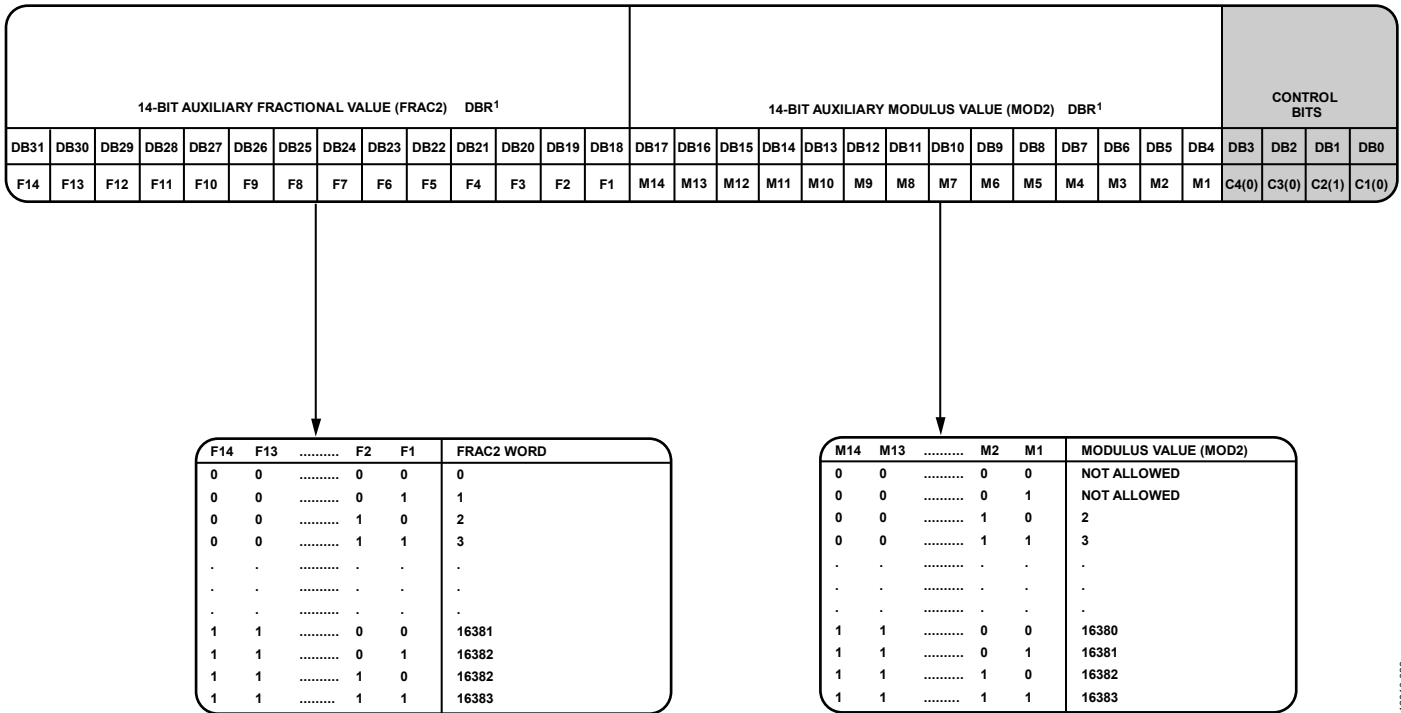 14-BIT AUXILIARY FRACTIONAL VALUE (FRAC2) DBR1
14-BIT AUXILIARY MODULUS VALUE (MOD2) DBR1
CONTROL
BITS
DB31 DB30 DB29 DB28 DB27 DB26 DB25 DB24 DB23 DB22 DB21 DB20 DB19 DB18 DB17 DB16 DB15 DB14 DB13 DB12 DB11 DB10 DB9 DB8 DB7 DB6 DB5 DB4 DB3 DB2 DB1 DB0
F14 F13 F12 F11 F10 F9 F8 F7 F6 F5 F4 F3 F2 F1 M14 M13 M12 M11 M10 M9 M8 M7 M6 M5 M4 M3 M2 M1 C4(0) C3(0) C2(1) C1(0)
F14 F13 .......... F2 F1 FRAC2 WORD
0 0 .......... 0 0 0
0 0 .......... 0 1 1
0 0 .......... 1 0 2
0 0 .......... 1 1 3
. . .......... . . .
. . .......... . . .
. . .......... . . .
1 1 .......... 0 0 16381
1 1 .......... 0 1 16382
1 1 .......... 1 0 16382
1 1 ......... 1 1 16383
M14 M13 .......... M2 M1 MODULUS VALUE (MOD2)
0 0 .......... 0 0 NOT ALLOWED
0 0 .......... 0 1 NOT ALLOWED
0 0 .......... 1 0 2
0 0 .......... 1 1 3
. . .......... . . .
. . .......... . . .
. . .......... . . .
1 1 .......... 0 0 16380
1 1 .......... 0 1 16381
1 1 .......... 1 0 16382
1 1 ......... 1 1 16383